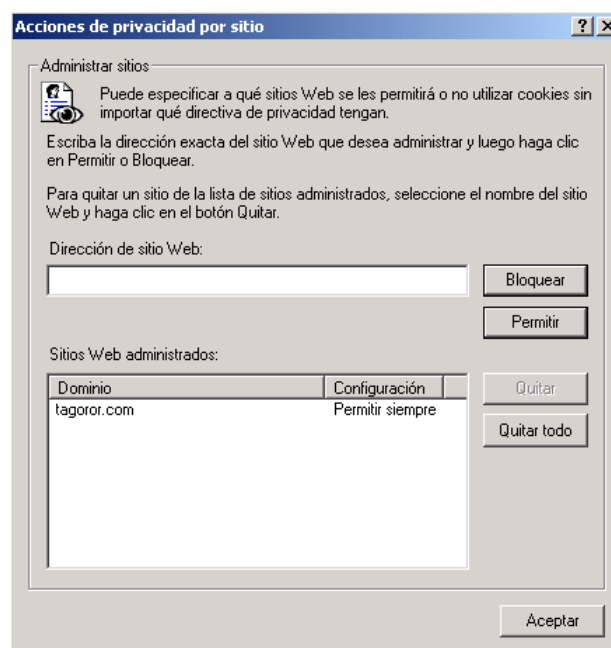 Acciones de privacidad por sitio
Administrar sitios
Puede especificar a qué sitios Web se les permitirá o no utilizar cookies sin
importar qué directiva de privacidad tengan.
Escriba la dirección exacta del sitio Web que desea administrar y luego haga clic
en Permitir o Bloquear.
Para quitar un sitio de la lista de sitios administrados, seleccione el nombre del sitio
Web y haga clic en el botón Quitar.
Dirección de sitio Web:
Bloquear
Permitir
Sitios Web administrados:
Dominio Configuración
Quitar
tagoror.com Permitir siempre
Quitar todo
Aceptar